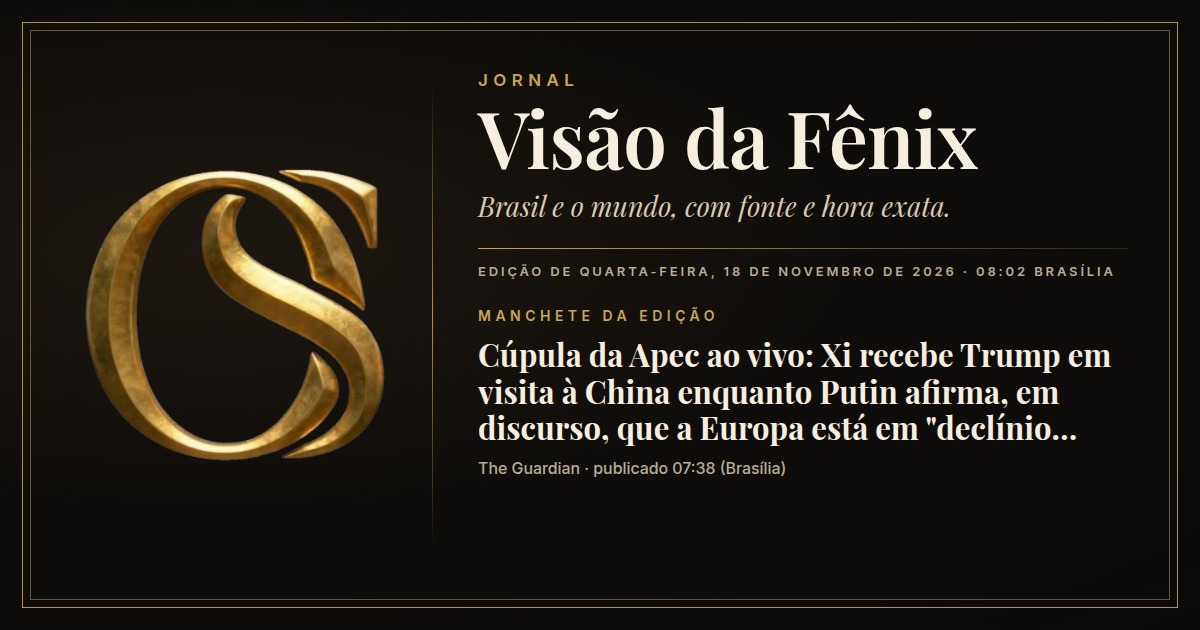 JORNAL
Visão da Fênix
Brasil e o mundo, com fonte e hora exata.
EDIÇÃO DE QUARTA-FEIRA, 18 DE NOVEMBRO DE 2026 · 08:02 BRASÍLIA
MANCHETE DA EDIÇÃO
Cúpula da Apec ao vivo: Xi recebe Trump em
visita à China enquanto Putin afirma, em
discurso, que a Europa está em "declínio...
The Guardian · publicado 07:38 (Brasília)